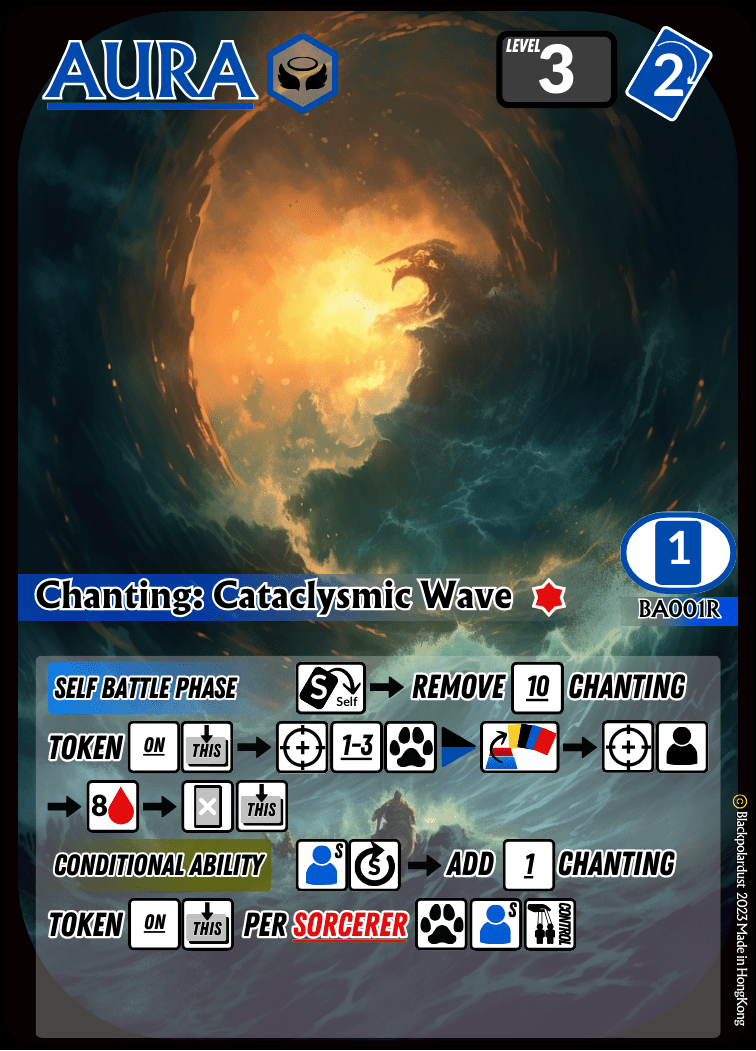 AURA
LEVEL 3
2
1
Chanting: Cataclysmic Wave
BA001R
SELF BATTLE PHASE S Self REMOVE 10 CHANTING
TOKEN ON THIS 1-3
8 THIS
CONDITIONAL ABILITY S S ADD 1 CHANTING
TOKEN ON THIS PER SORCERER S CONTROL
© Blackpolardust 2023 Made in HongKong